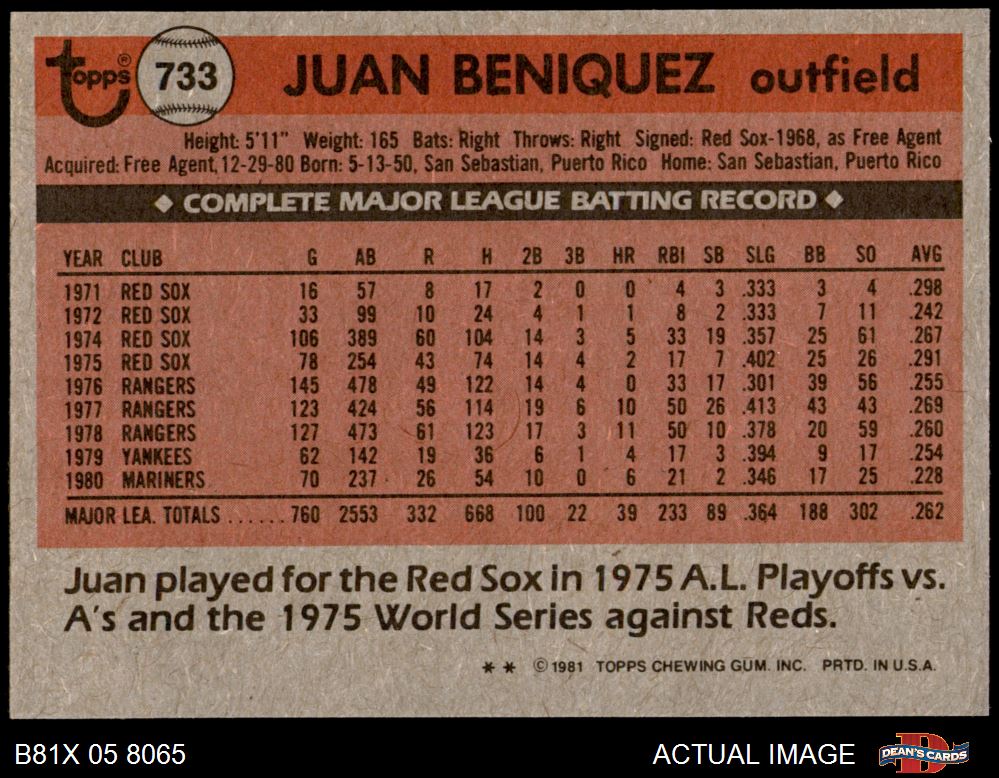 topps® 733 JUAN BENIQUEZ outfield
Height: 5'11" Weight: 165 Bats: Right Throws: Right Signed: Red Sox-1968, as Free Agent
Acquired: Free Agent, 12-29-80 Born: 5-13-50, San Sebastian, Puerto Rico Home: San Sebastian, Puerto Rico
◆ COMPLETE MAJOR LEAGUE BATTING RECORD ◆
YEAR CLUB G AB R H 2B 3B HR RBI SB SLG BB SO AVG
1971 RED SOX 16 57 8 17 2 0 0 4 3 .333 3 4 .298
1972 RED SOX 33 99 10 24 4 1 1 8 2 .333 7 11 .242
1974 RED SOX 106 389 60 104 14 3 5 33 19 .357 25 61 .267
1975 RED SOX 78 254 43 74 14 4 2 17 7 .402 25 26 .291
1976 RANGERS 145 478 49 122 14 4 0 33 17 .301 39 56 .255
1977 RANGERS 123 424 56 114 19 6 10 50 26 .413 43 43 .269
1978 RANGERS 127 473 61 123 17 3 11 50 10 .378 20 59 .260
1979 YANKEES 62 142 19 36 6 1 4 17 3 .394 9 17 .254
1980 MARINERS 70 237 26 54 10 0 6 21 2 .346 17 25 .228
MAJOR LEA. TOTALS ...... 760 2553 332 668 100 22 39 233 89 .364 188 302 .262
Juan played for the Red Sox in 1975 A.L. Playoffs vs.
A's and the 1975 World Series against Reds.
* * ©1981 TOPPS CHEWING GUM. INC. PRTD. IN U.S.A.
B81X 05 8065 ACTUAL IMAGE DEAN'S CARDS